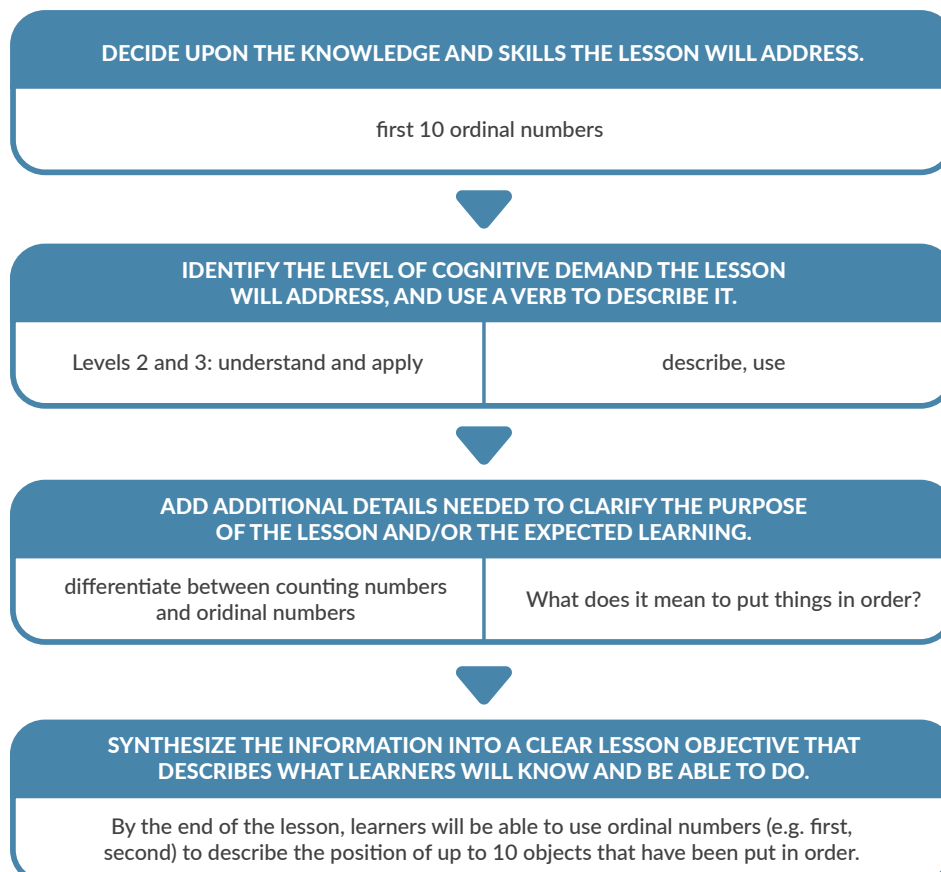 DECIDE UPON THE KNOWLEDGE AND SKILLS THE LESSON WILL ADDRESS.
first 10 ordinal numbers
IDENTIFY THE LEVEL OF COGNITIVE DEMAND THE LESSON
WILL ADDRESS, AND USE A VERB TO DESCRIBE IT.
Levels 2 and 3: understand and apply
describe, use
ADD ADDITIONAL DETAILS NEEDED TO CLARIFY THE PURPOSE
OF THE LESSON AND/OR THE EXPECTED LEARNING.
differentiate between counting numbers
and oridinal numbers
What does it mean to put things in order?
SYNTHESIZE THE INFORMATION INTO A CLEAR LESSON OBJECTIVE THAT
DESCRIBES WHAT LEARNERS WILL KNOW AND BE ABLE TO DO.
By the end of the lesson, learners will be able to use ordinal numbers (e.g. first,
second) to describe the position of up to 10 objects that have been put in order.